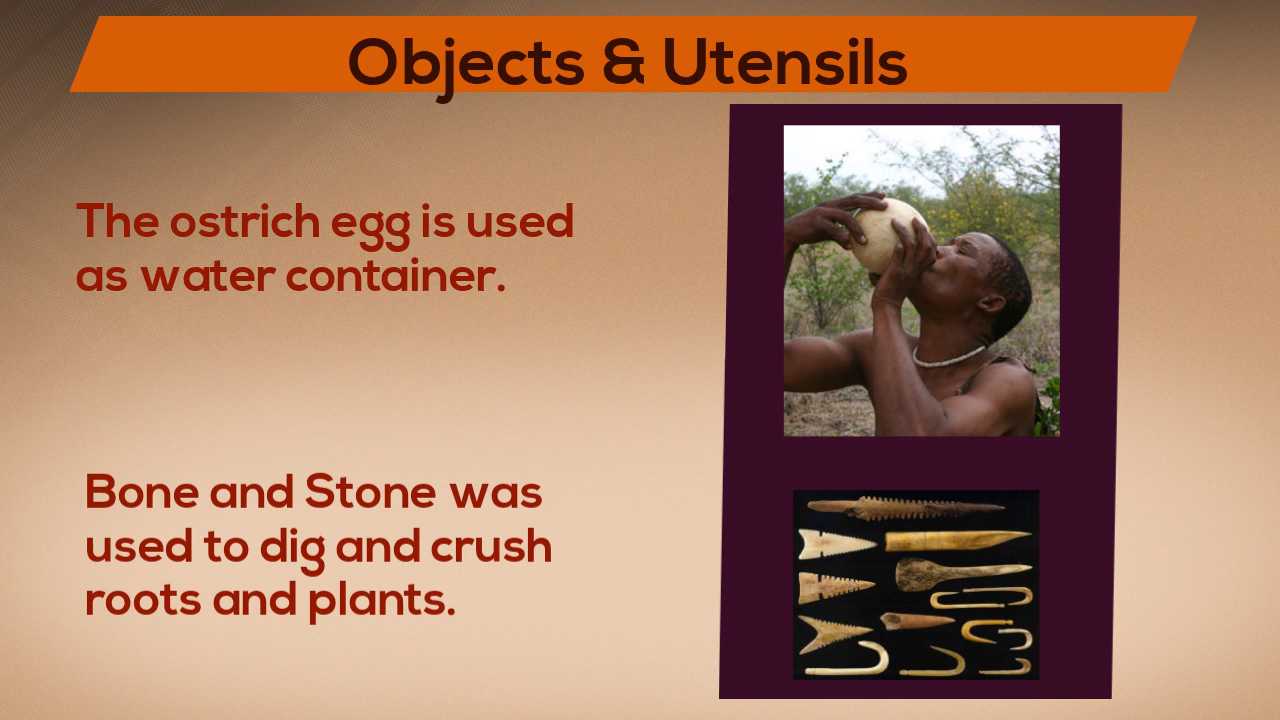 Objects & Utensils
The ostrich egg is used
as water container.
Bone and Stone was
used to dig and crush
roots and plants.